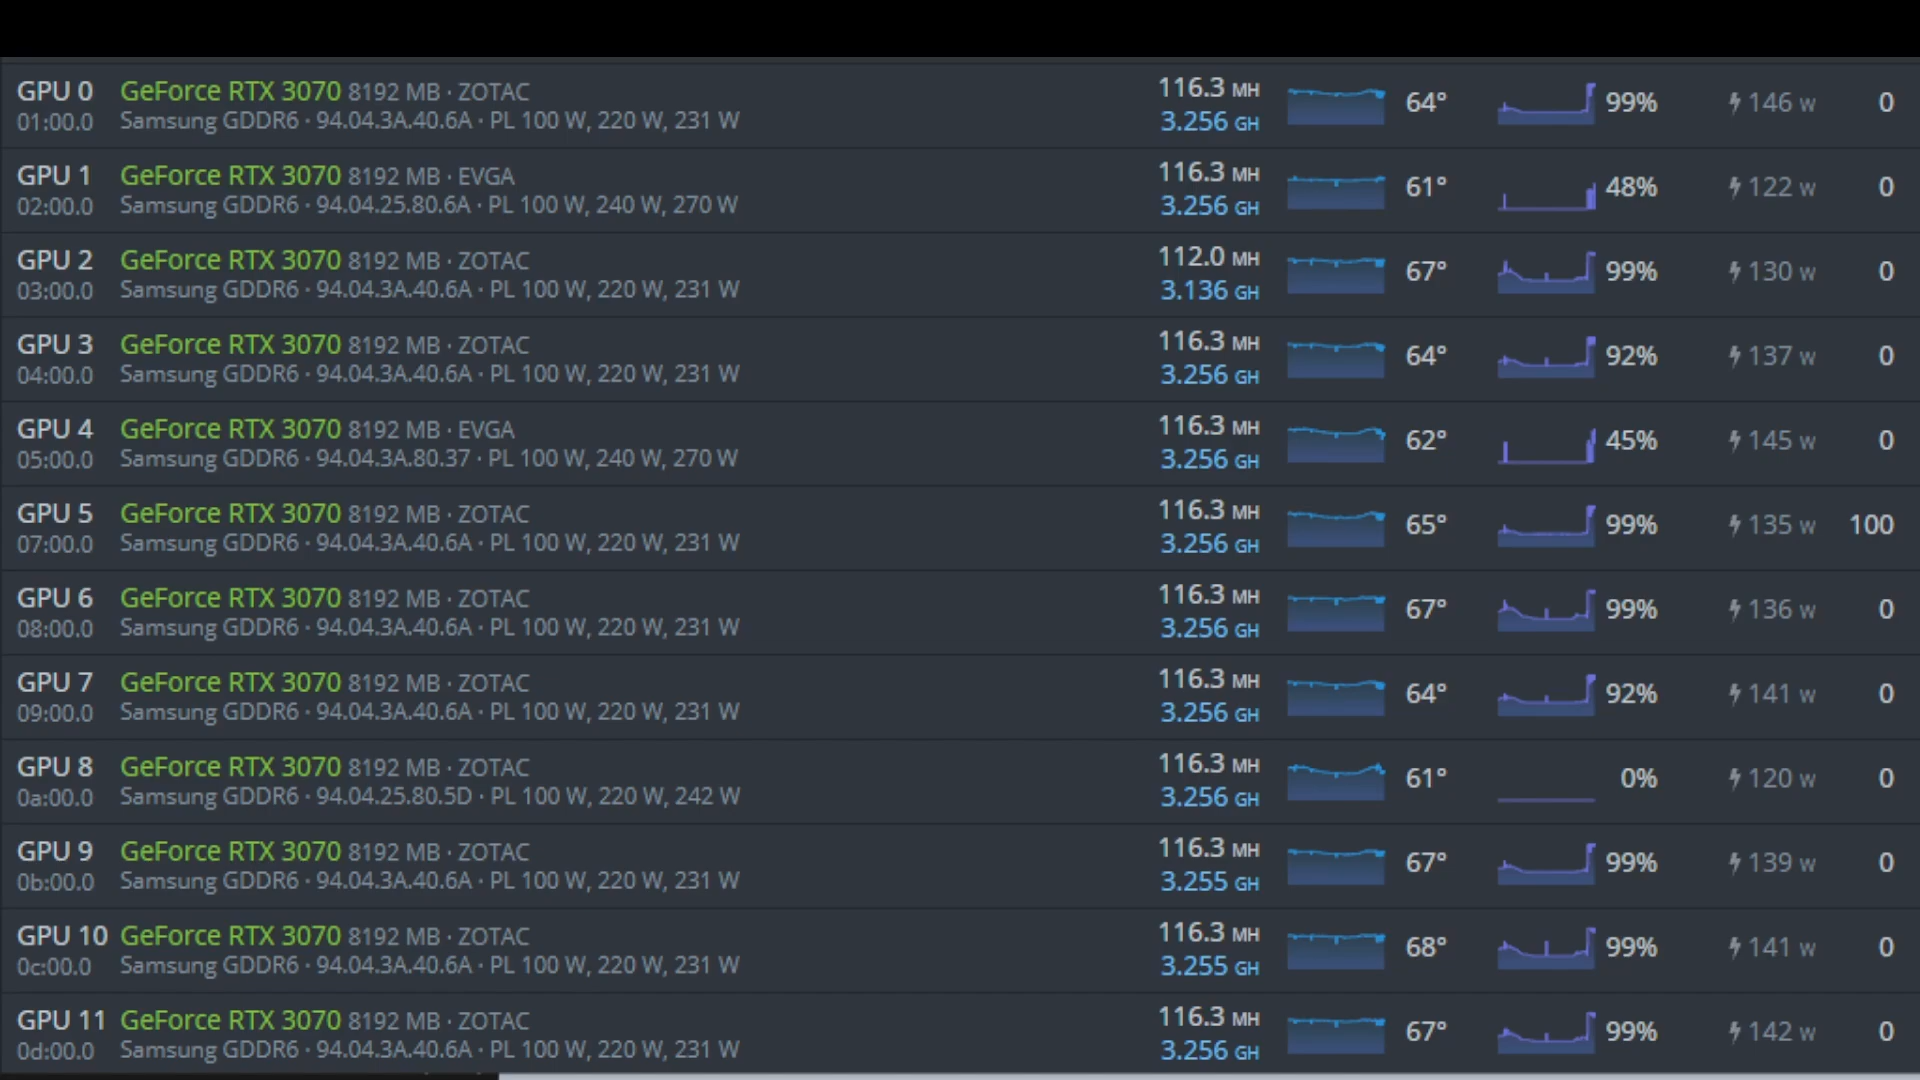 GPU 0 GeForce RTX 3070 8192 MB · ZOTAC 116.3 MH 64° 99% 146 W 0
01:00.0 Samsung GDDR6 · 94.04.3A.40.6A · PL 100 W, 220 W, 231 W 3.256 GH
GPU 1 GeForce RTX 3070 8192 MB · EVGA 116.3 MH 61° 48% 122 W 0
02:00.0 Samsung GDDR6 · 94.04.25.80.6A · PL 100 W, 240 W, 270 W 3.256 GH
GPU 2 GeForce RTX 3070 8192 MB · ZOTAC 112.0 MH 67° 99% 130 W 0
03:00.0 Samsung GDDR6 · 94.04.3A.40.6A · PL 100 W, 220 W, 231 W 3.136 GH
GPU 3 GeForce RTX 3070 8192 MB · ZOTAC 116.3 MH 64° 92% 137 W 0
04:00.0 Samsung GDDR6 · 94.04.3A.40.6A · PL 100 W, 220 W, 231 W 3.256 GH
GPU 4 GeForce RTX 3070 8192 MB · EVGA 116.3 MH 62° 45% 145 W 0
05:00.0 Samsung GDDR6 · 94.04.3A.80.37 · PL 100 W, 240 W, 270 W 3.256 GH
GPU 5 GeForce RTX 3070 8192 MB · ZOTAC 116.3 MH 65° 99% 135 W 100
07:00.0 Samsung GDDR6 · 94.04.3A.40.6A · PL 100 W, 220 W, 231 W 3.256 GH
GPU 6 GeForce RTX 3070 8192 MB · ZOTAC 116.3 MH 67° 99% 136 W 0
08:00.0 Samsung GDDR6 · 94.04.3A.40.6A · PL 100 W, 220 W, 231 W 3.256 GH
GPU 7 GeForce RTX 3070 8192 MB · ZOTAC 116.3 MH 64° 92% 141 W 0
09:00.0 Samsung GDDR6 · 94.04.3A.40.6A · PL 100 W, 220 W, 231 W 3.256 GH
GPU 8 GeForce RTX 3070 8192 MB · ZOTAC 116.3 MH 61° 0% 120 W 0
0a:00.0 Samsung GDDR6 · 94.04.25.80.5D · PL 100 W, 220 W, 242 W 3.256 GH
GPU 9 GeForce RTX 3070 8192 MB · ZOTAC 116.3 MH 67° 99% 139 W 0
0b:00.0 Samsung GDDR6 · 94.04.3A.40.6A · PL 100 W, 220 W, 231 W 3.255 GH
GPU 10 GeForce RTX 3070 8192 MB · ZOTAC 116.3 MH 68° 99% 141 W 0
0c:00.0 Samsung GDDR6 · 94.04.3A.40.6A · PL 100 W, 220 W, 231 W 3.255 GH
GPU 11 GeForce RTX 3070 8192 MB · ZOTAC 116.3 MH 67° 99% 142 W 0
0d:00.0 Samsung GDDR6 · 94.04.3A.40.6A · PL 100 W, 220 W, 231 W 3.256 GH